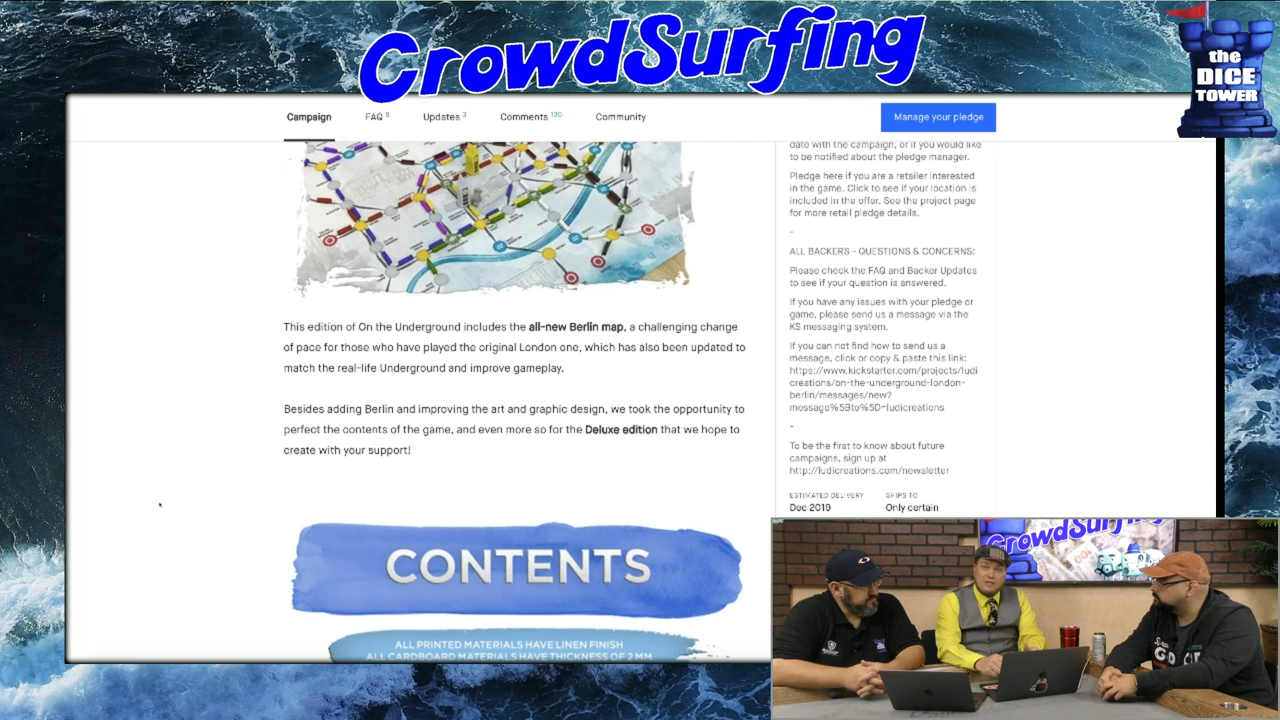 CrowdSurfing
the
DICE
TOWER
Campaign
FAQ 8
Updates 3
Comments 130
Community
Manage your pledge
This edition of On the Underground includes the all-new Berlin map, a challenging change
of pace for those who have played the original London one, which has also been updated to
match the real-life Underground and improve gameplay.
Besides adding Berlin and improving the art and graphic design, we took the opportunity to
perfect the contents of the game, and even more so for the Deluxe edition that we hope to
create with your support!
CONTENTS
ALL PRINTED MATERIALS HAVE LINEN FINISH
ALL CARDBOARD MATERIALS HAVE THICKNESS OF 2 MM
date with the campaign, or if you would like
to be notified about the pledge manager.
Pledge here if you are a retailer interested
in the game. Click to see if your location is
included in the offer. See the project page
for more retail pledge details.
-
ALL BACKERS - QUESTIONS & CONCERNS:
Please check the FAQ and Backer Updates
to see if your question is answered.
If you have any issues with your pledge or
game, please send us a message via the
KS messaging system.
If you can not find how to send us a
message, click or copy & paste this link:
https://www.kickstarter.com/projects/ludi
creations/on-the-underground-london-
berlin/messages/new?
message%5Bto%5D=ludicreations
-
To be the first to know about future
campaigns, sign up at
http://ludicreations.com/newsletter
ESTIMATED DELIVERY
Dec 2019
SHIPS TO
Only certain
CrowdSurfing